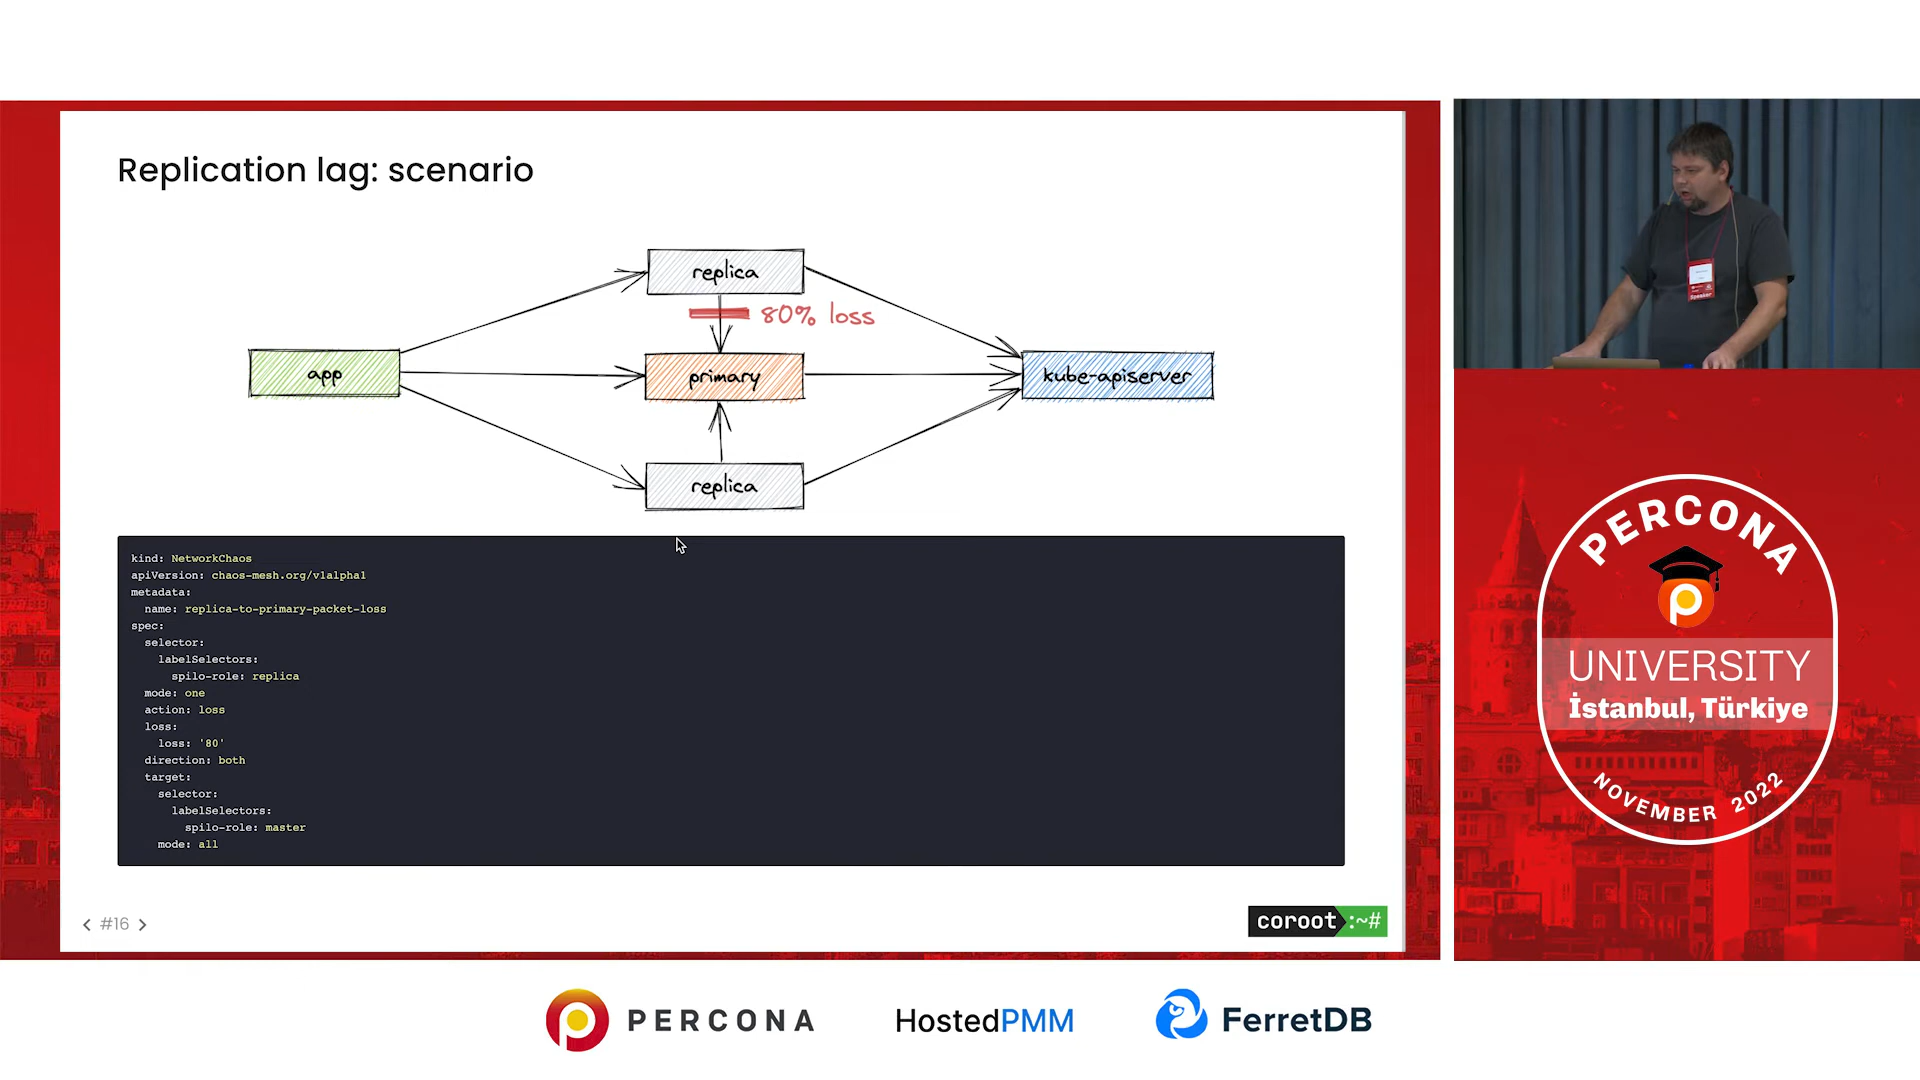 Replication lag: scenario
replica
80% loss
app
primary
kube-apiserver
replica
kind: NetworkChaos
apiVersion: chaos-mesh.org/v1alpha1
metadata:
name: replica-to-primary-packet-loss
spec:
selector:
labelSelectors:
spilo-role: replica
mode: one
action: loss
loss:
loss: '80'
direction: both
target:
selector:
labelSelectors:
spilo-role: master
mode: all
< #16 >
coroot :~#
Speaker
PERCONA
UNIVERSITY
İstanbul, Türkiye
NOVEMBER 2022
PERCONA
HostedPMM
FerretDB